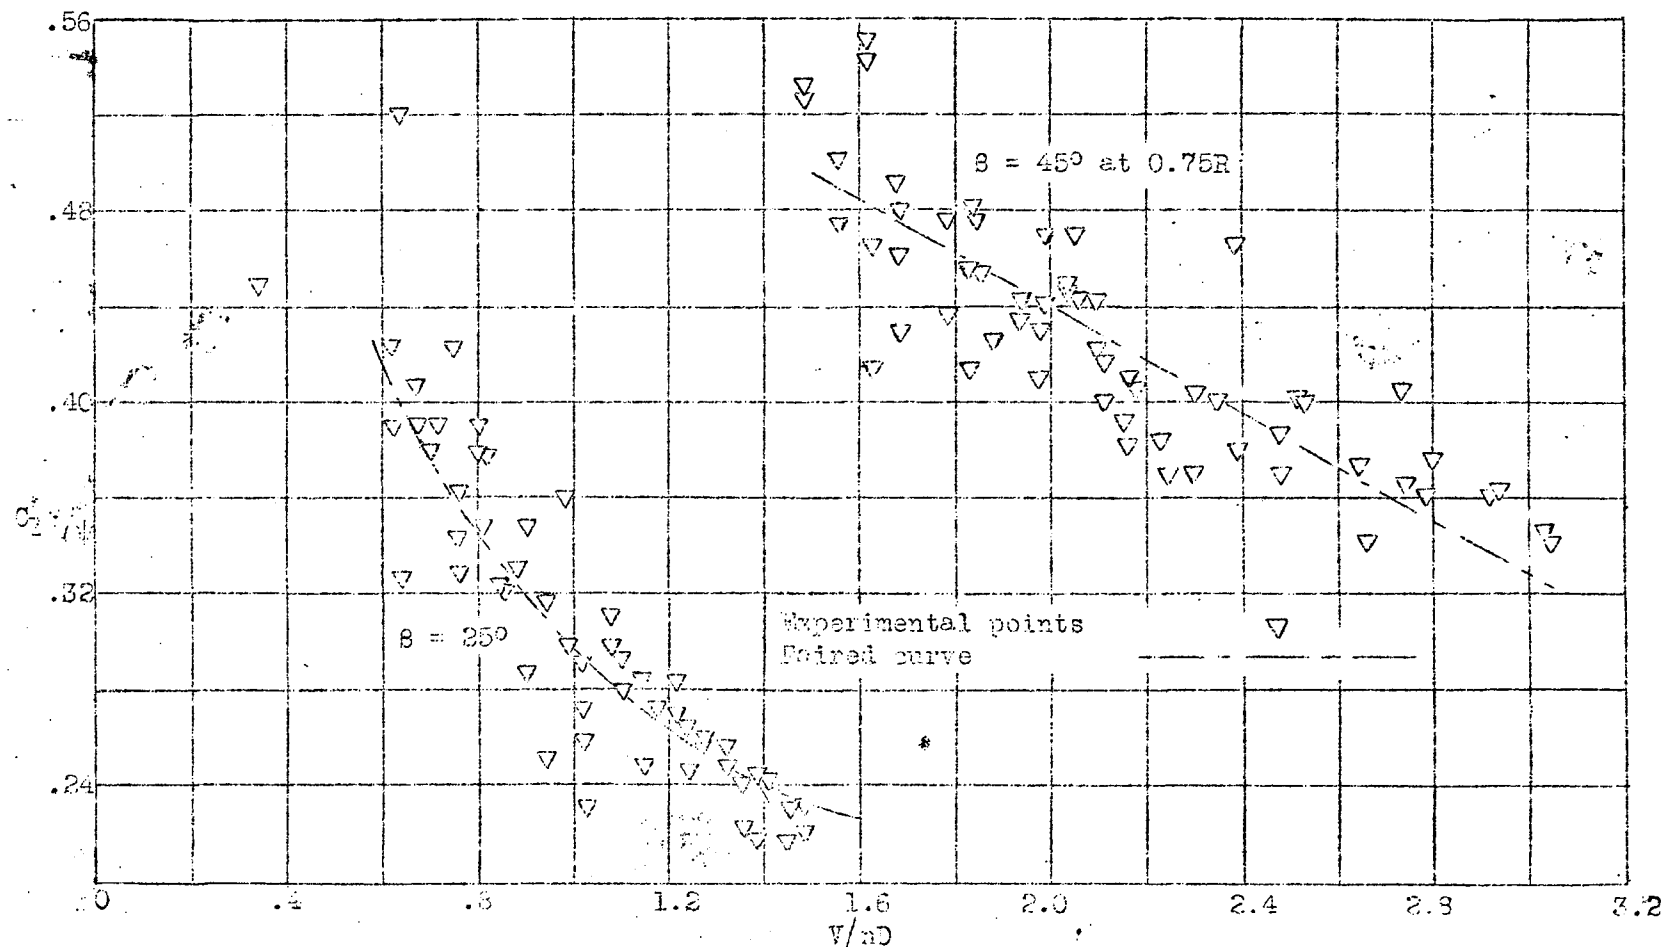 .56
β = 45° at 0.75R
.48
.40
.32
Experimental points
β = 25°
Faired curve
.24
0 .4 .8 1.2 1.6 2.0 2.4 2.8 3.2
V/nD